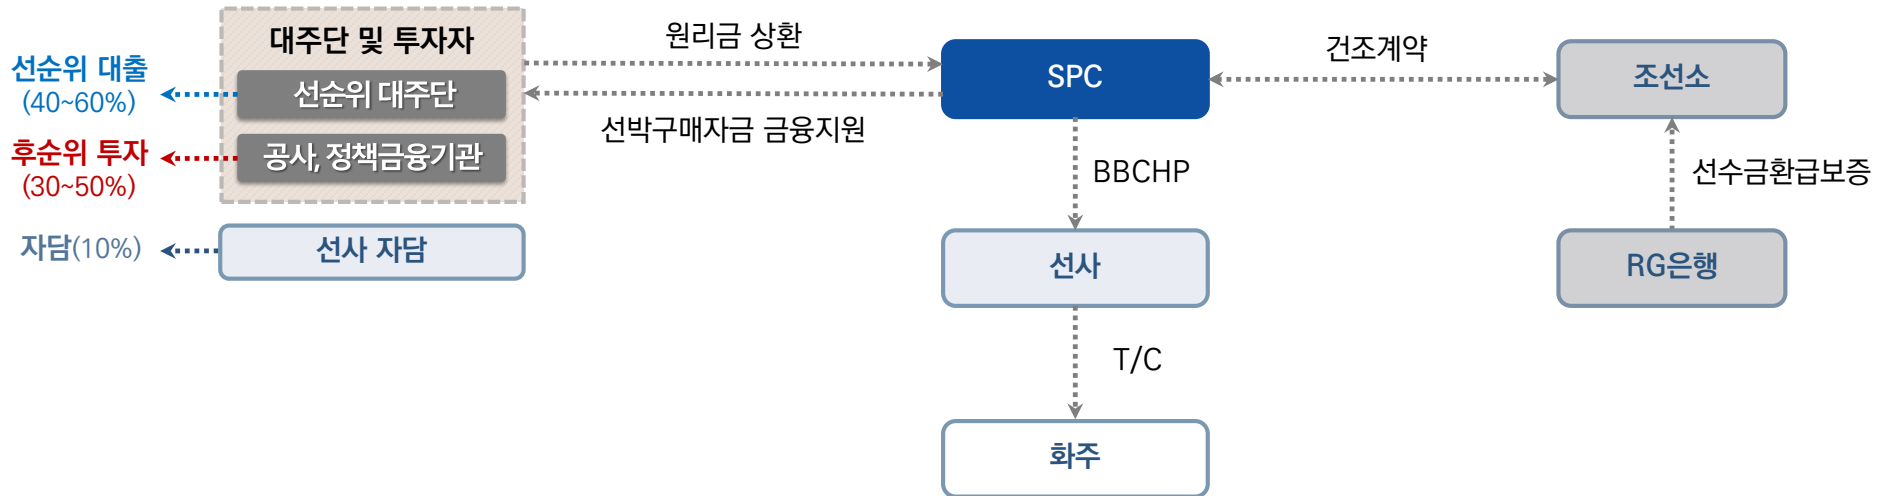 대주단 및 투자자
선순위 대출
(40~60%)
선순위 대주단
후순위 투자
(30~50%)
공사, 정책금융기관
자담(10%)
선사 자담
원리금 상환
선박구매자금 금융지원
SPC
건조계약
조선소
BBCHP
선수금환급보증
선사
RG은행
T/C
화주